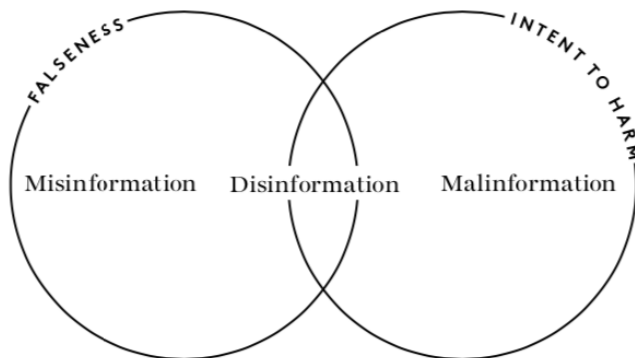 FALSENESS
INTENT TO HARM
Misinformation
Disinformation
Malinformation